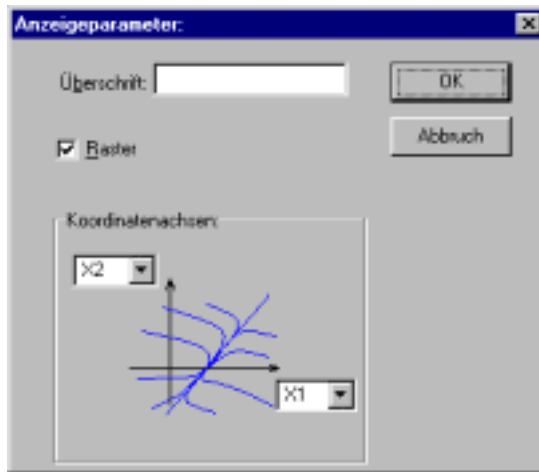 Anzeigeparameter:
Überschrift:
OK
Abbruch
Raster
Koordinatenachsen:
X2
X1